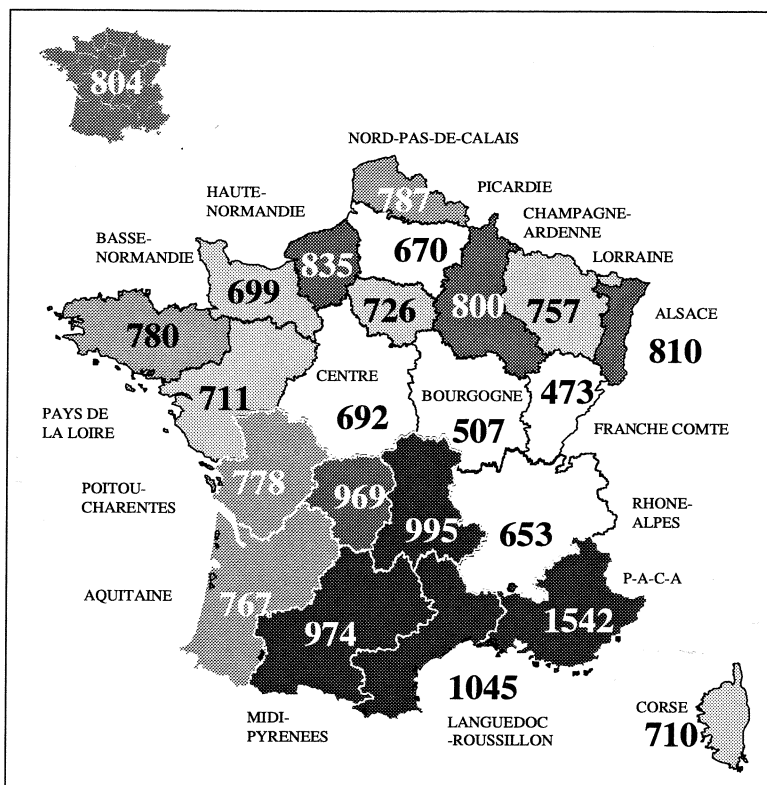 804
NORD-PAS-DE-CALAIS
787
PICARDIE
HAUTE-
NORMANDIE
CHAMPAGNE-
ARDENNE
BASSE-
NORMANDIE
670
835
LORRAINE
699
726
800
757
780
ALSACE
810
CENTRE
711
692
BOURGOGNE
507
473
PAYS DE
LA LOIRE
FRANCHE COMTE
POITOU-
CHARENTES
778
969
995
653
RHONE-
ALPES
AQUITAINE
767
P-A-C-A
974
1542
1045
MIDI-
PYRENEES
LANGUEDOC
-ROUSSILLON
CORSE
710